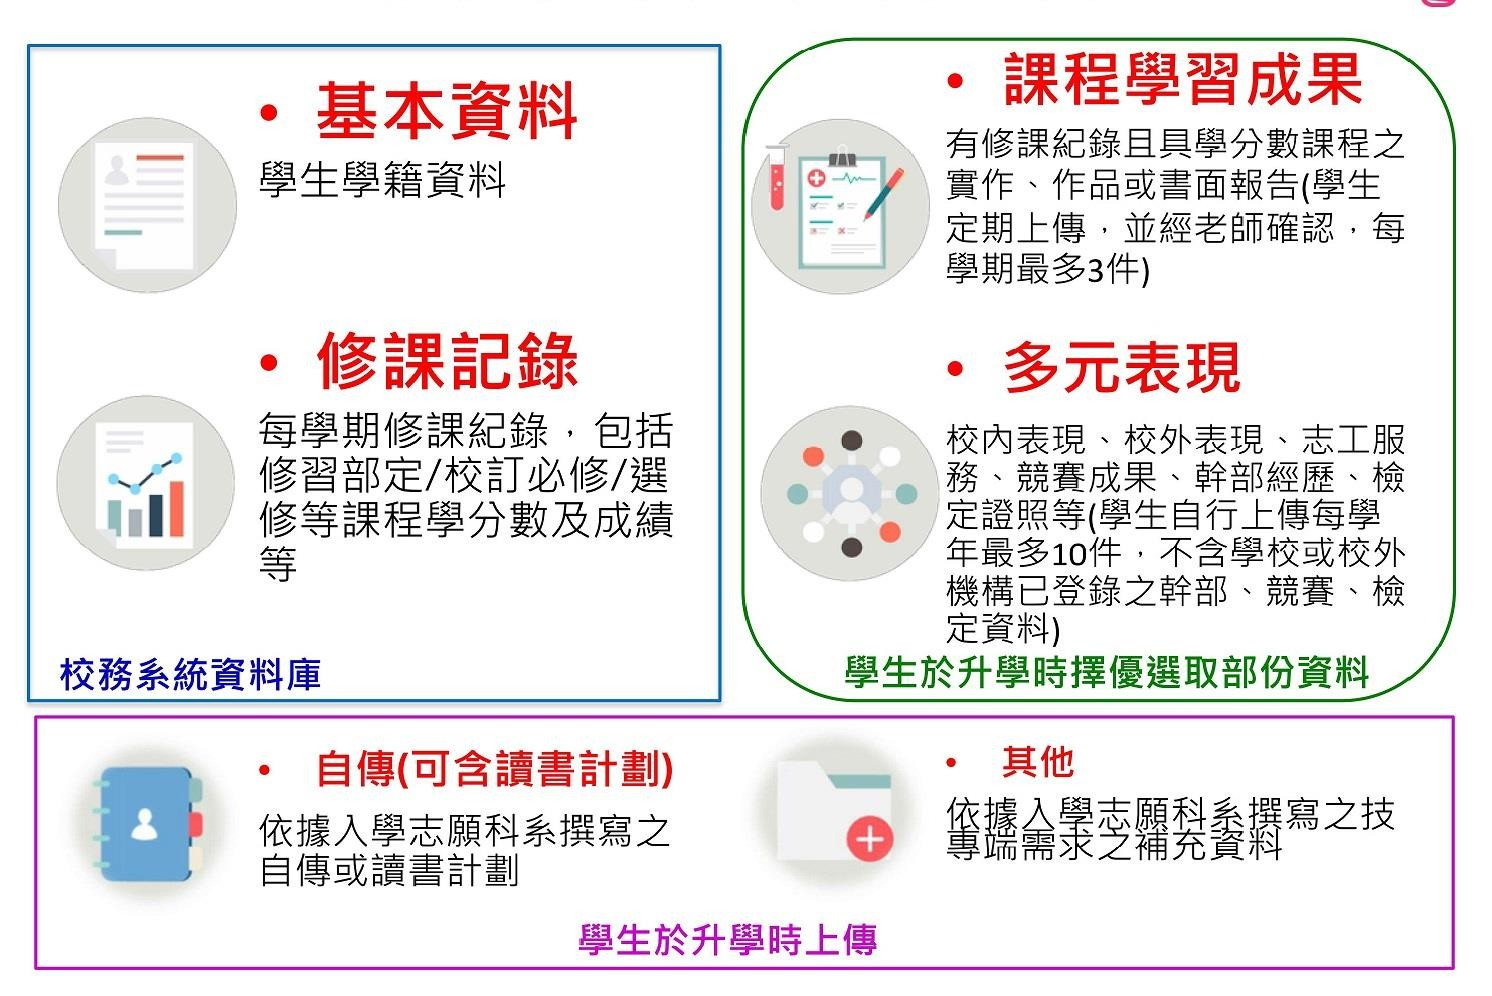 • 基本資料
學生學籍資料
• 修課記錄
每學期修課紀錄，包括
修習部定/校訂必修/選
修等課程學分數及成績
等
校務系統資料庫
• 課程學習成果
有修課紀錄且具學分數課程之
實作、作品或書面報告(學生
定期上傳，並經老師確認，每
學期最多3件)
• 多元表現
校內表現、校外表現、志工服
務、競賽成果、幹部經歷、檢
定證照等(學生自行上傳每學
年最多10件，不含學校或校外
機構已登錄之幹部、競賽、檢
定資料)
學生於升學時擇優選取部份資料
• 自傳(可含讀書計劃)
依據入學志願科系撰寫之
自傳或讀書計劃
• 其他
依據入學志願科系撰寫之技
專端需求之補充資料
學生於升學時上傳